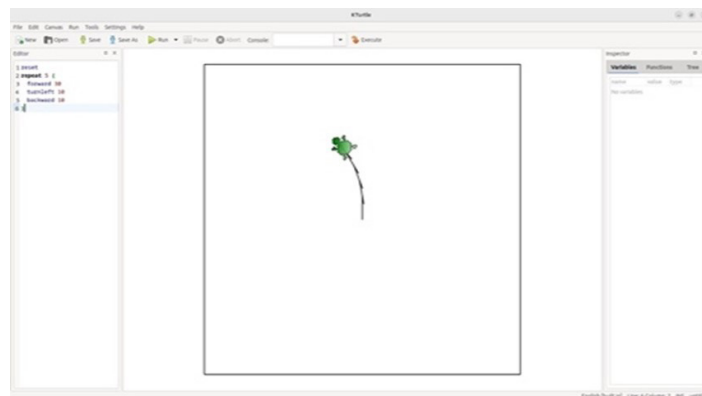 KTurtle
File Edit Canvas Run Tools Settings Help
New Open Save Save As Run Pause Abort Console: Execute
Editor
Inspector
1 reset
2 repeat 5 {
3 forward 30
4 turnleft 10
5 backward 10
6 }
Variables Functions Tree
name value type
No variables